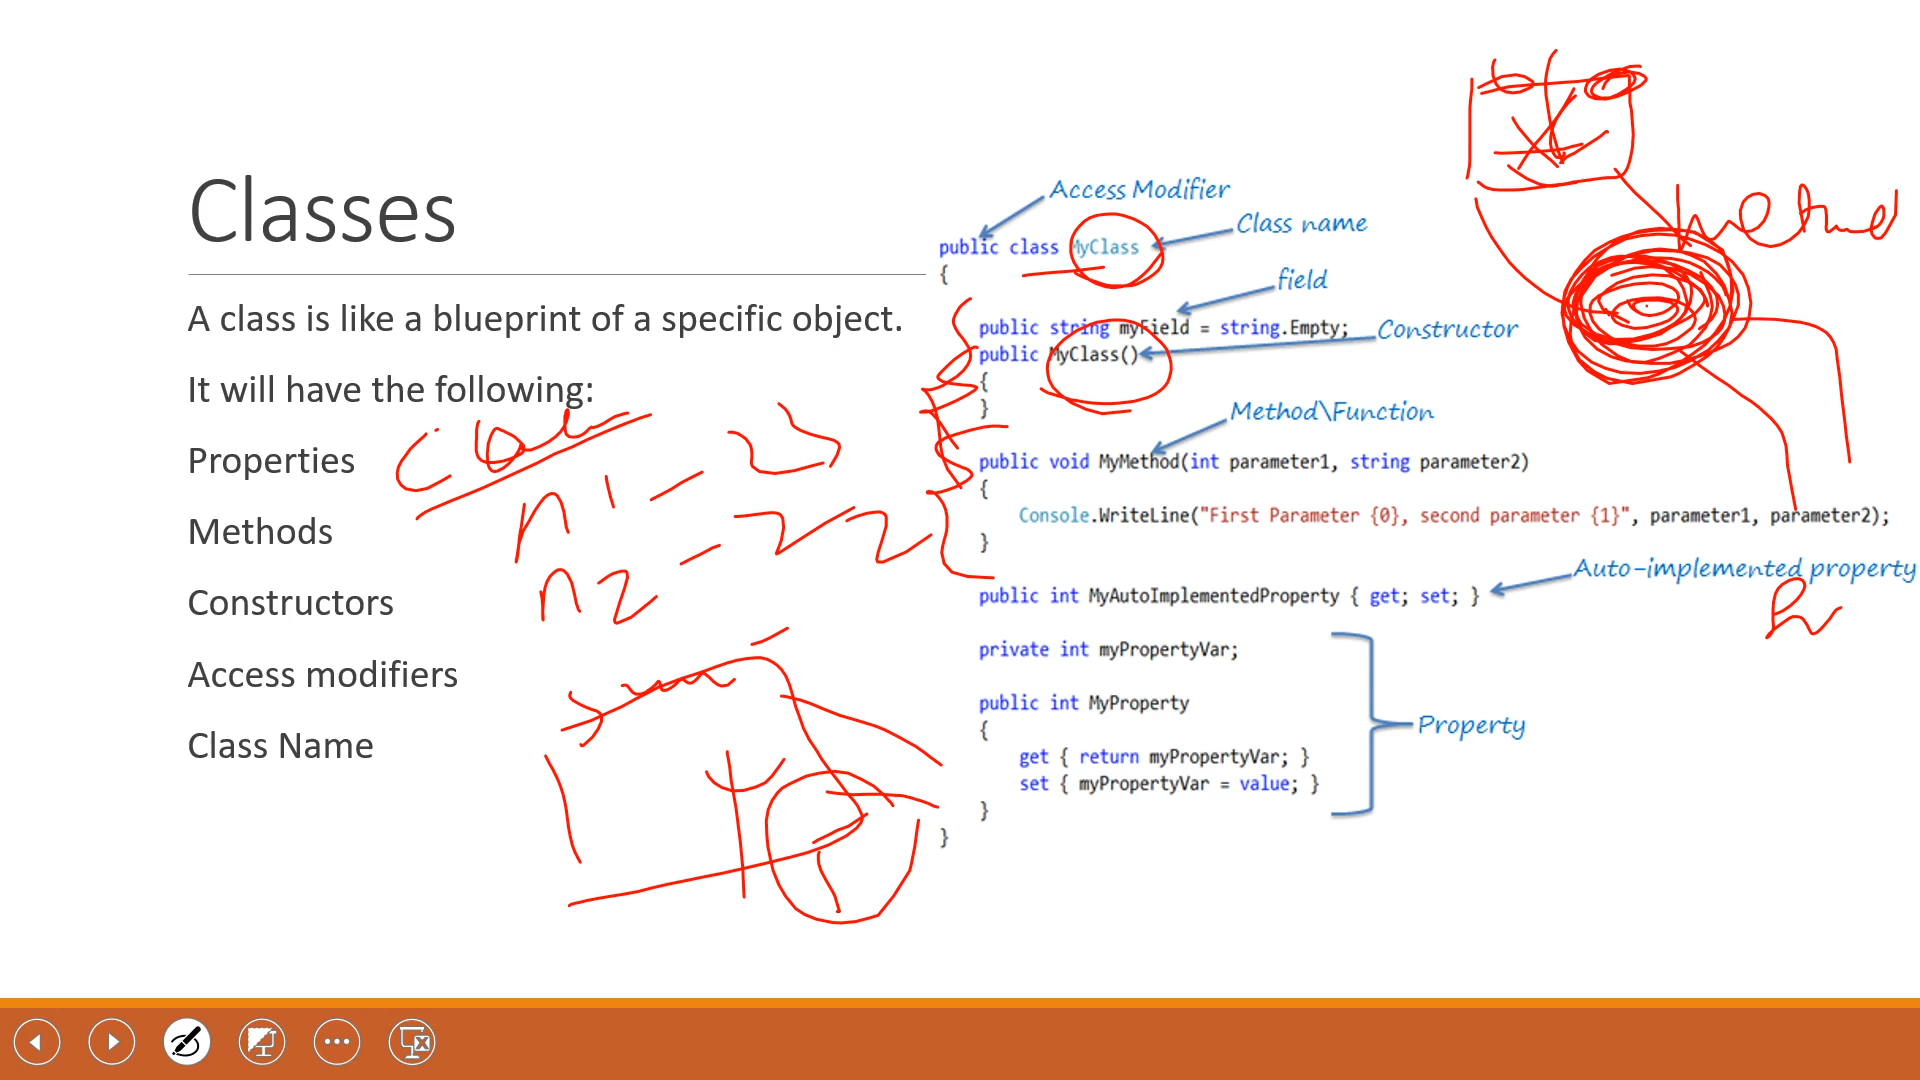 Classes
A class is like a blueprint of a specific object.
It will have the following:
Properties
Methods
Constructors
Access modifiers
Class Name
Access Modifier
Class name
public class MyClass
{
field
public string myField = string.Empty;
Constructor
public MyClass()
{
}
Method\Function
public void MyMethod(int parameter1, string parameter2)
{
Console.WriteLine("First Parameter {0}, second parameter {1}", parameter1, parameter2);
}
Auto-implemented property
public int MyAutoImplementedProperty { get; set; }
private int myPropertyVar;
public int MyProperty
{
get { return myPropertyVar; }
set { myPropertyVar = value; }
}
Property
}
n1 - 23
n2 - 22